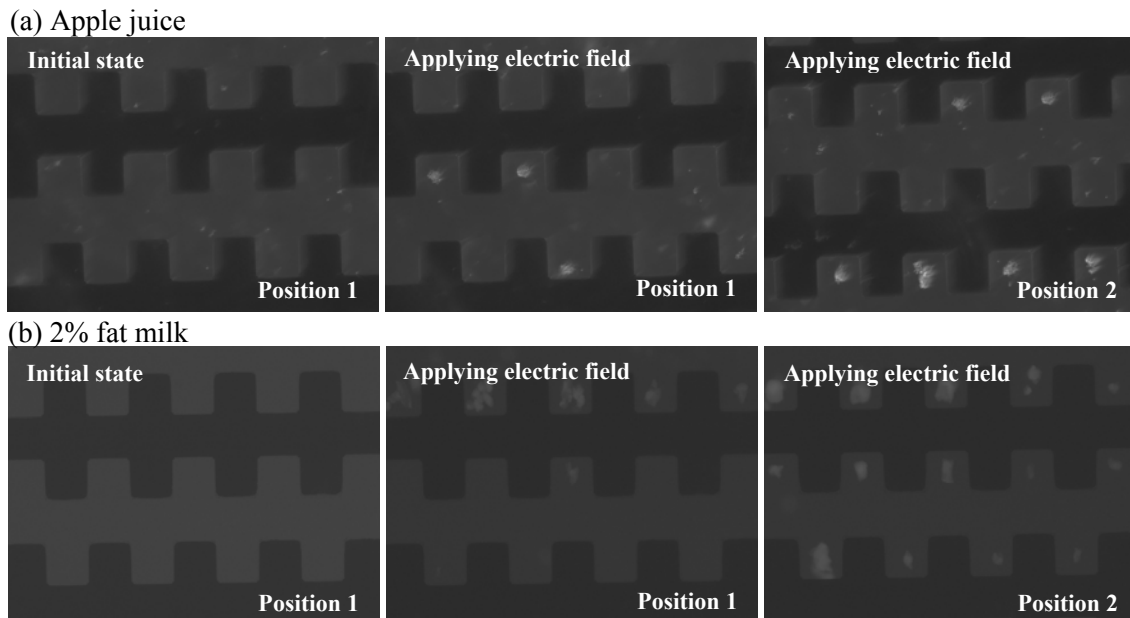 (a) Apple juice
Initial state
Applying electric field
Applying electric field
Position 1
Position 1
Position 2
(b) 2% fat milk
Initial state
Applying electric field
Applying electric field
Position 1
Position 1
Position 2